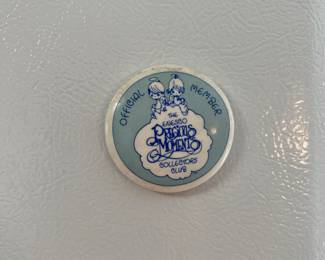 OFFICIAL MEMBER
THE
ENESCO
Precious
Moments
COLLECTORS
CLUB